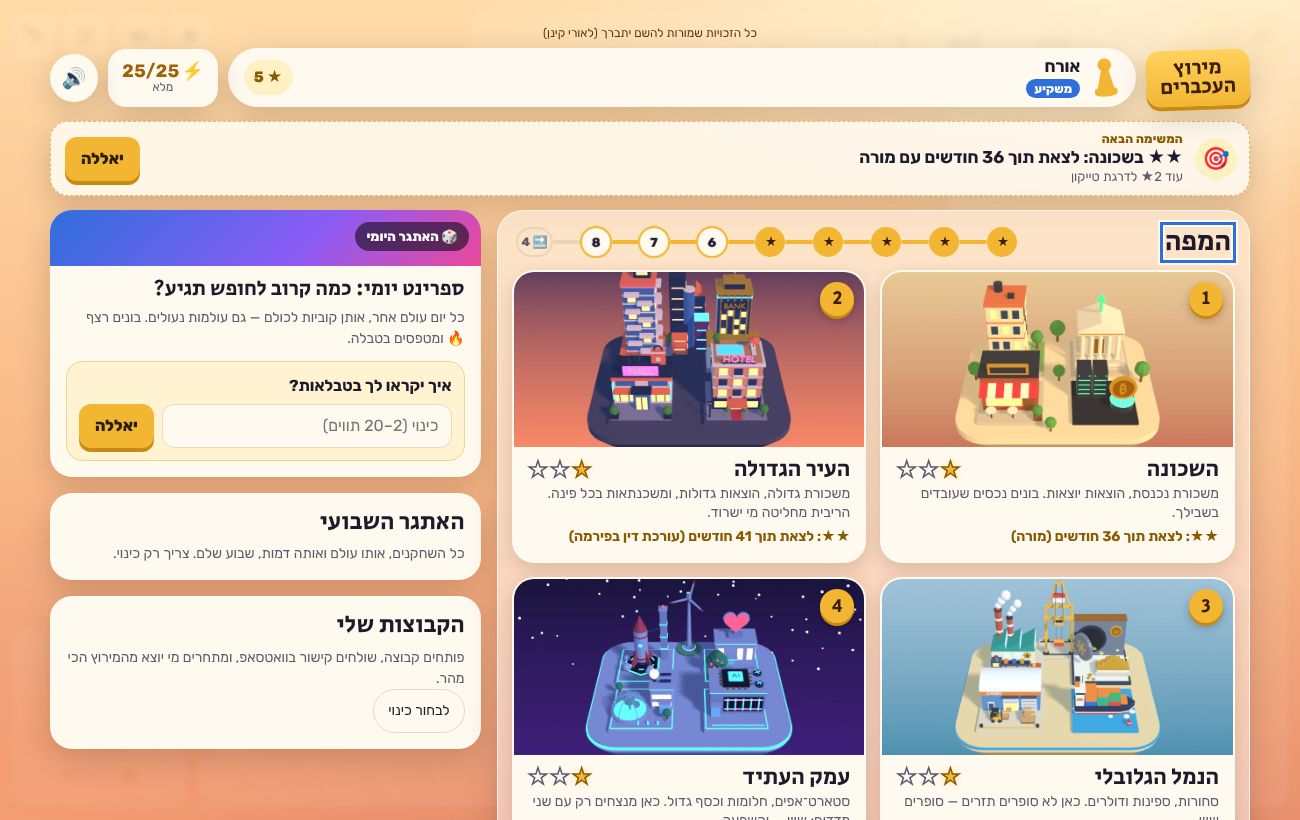 כל הזכויות שמורות להשם יתברך (לאורי קינן)
מירוץ
העכברים
אורח
משקיע
★ 5
⚡ 25/25
מלא
🔊
🎯
המשימה הבאה
★★ בשכונה: לצאת תוך 36 חודשים עם מורה
עוד 2★ לדרגת טייקון
יאללה
המפה
★ ★ ★ ★ ★ 6 7 8
1
השכונה
משכורת נכנסת, הוצאות יוצאות. בונים נכסים שעובדים
בשבילך.
★★: לצאת תוך 36 חודשים (מורה)
2
BANK
HOTEL
MALL
העיר הגדולה
משכורת גדולה, הוצאות גדולות, ומשכנתאות בכל פינה.
הריבית מחליטה מי ישרוד.
★★: לצאת תוך 41 חודשים (עורכת דין בפירמה)
3
הנמל הגלובלי
סחורות, ספינות ודולרים. כאן לא סופרים תזרים – סופרים
4
AI
עמק העתיד
סטארט־אפים, חלומות וכסף גדול. כאן מנצחים רק עם שני
🎲 האתגר היומי
ספרינט יומי: כמה קרוב לחופש תגיע?
כל יום עולם אחר, אותן קוביות לכולם – גם עולמות נעולים. בונים רצף
🔥 ומטפסים בטבלה.
איך יקראו לך בטבלאות?
כינוי (2–20 תווים)
יאללה
האתגר השבועי
כל השחקנים, אותו עולם ואותה דמות, שבוע שלם. צריך רק כינוי.
הקבוצות שלי
פותחים קבוצה, שולחים קישור בוואטסאפ, ומתחרים מי יוצא מהמירוץ הכי
מהר.
לבחור כינוי